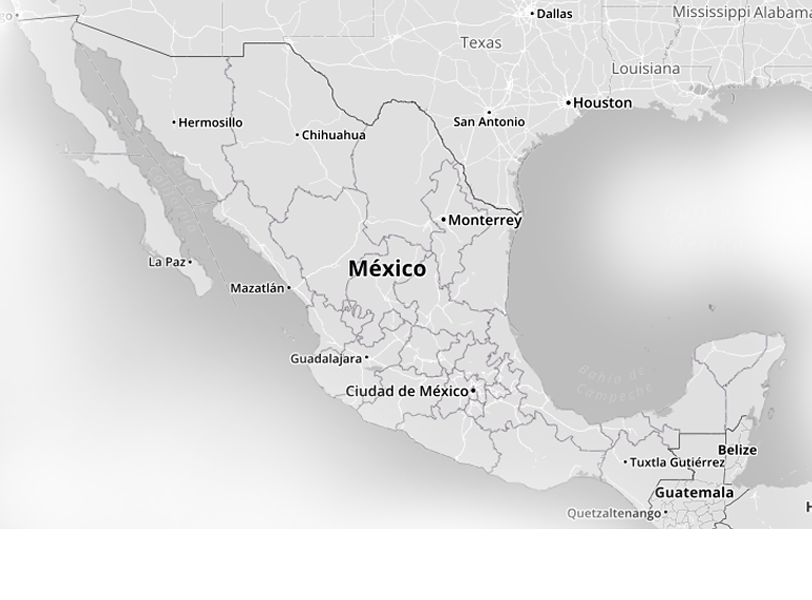 go
Dallas
Mississippi Alabama
Texas
Louisiana
Houston
San Antonio
Hermosillo
Chihuahua
Monterrey
La Paz
México
Mazatlán
Guadalajara
Bahía de
Campeche
Ciudad de México
Belize
Tuxtla Gutiérrez
Guatemala
Quetzaltenango
H